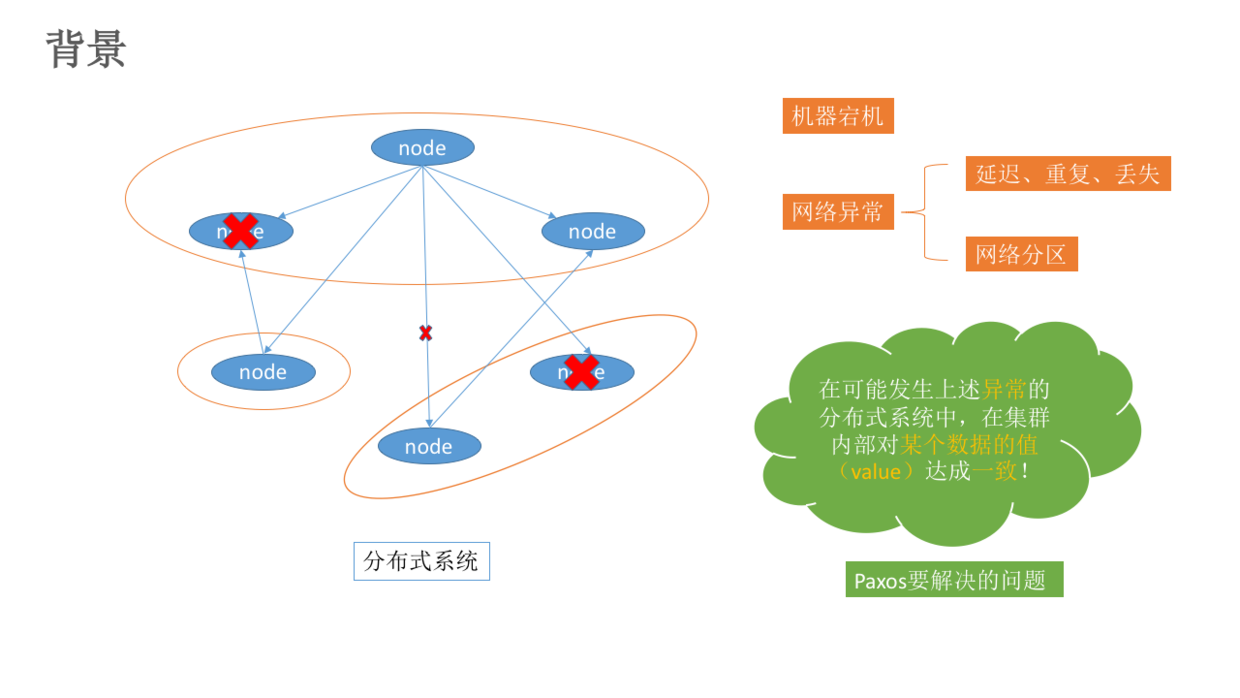 背景
node
node
node
node
分布式系统
机器宕机
网络异常
延迟、重复、丢失
网络分区
在可能发生上述异常的
分布式系统中，在集群
内部对某个数据的值
（value）达成一致！
Paxos要解决的问题